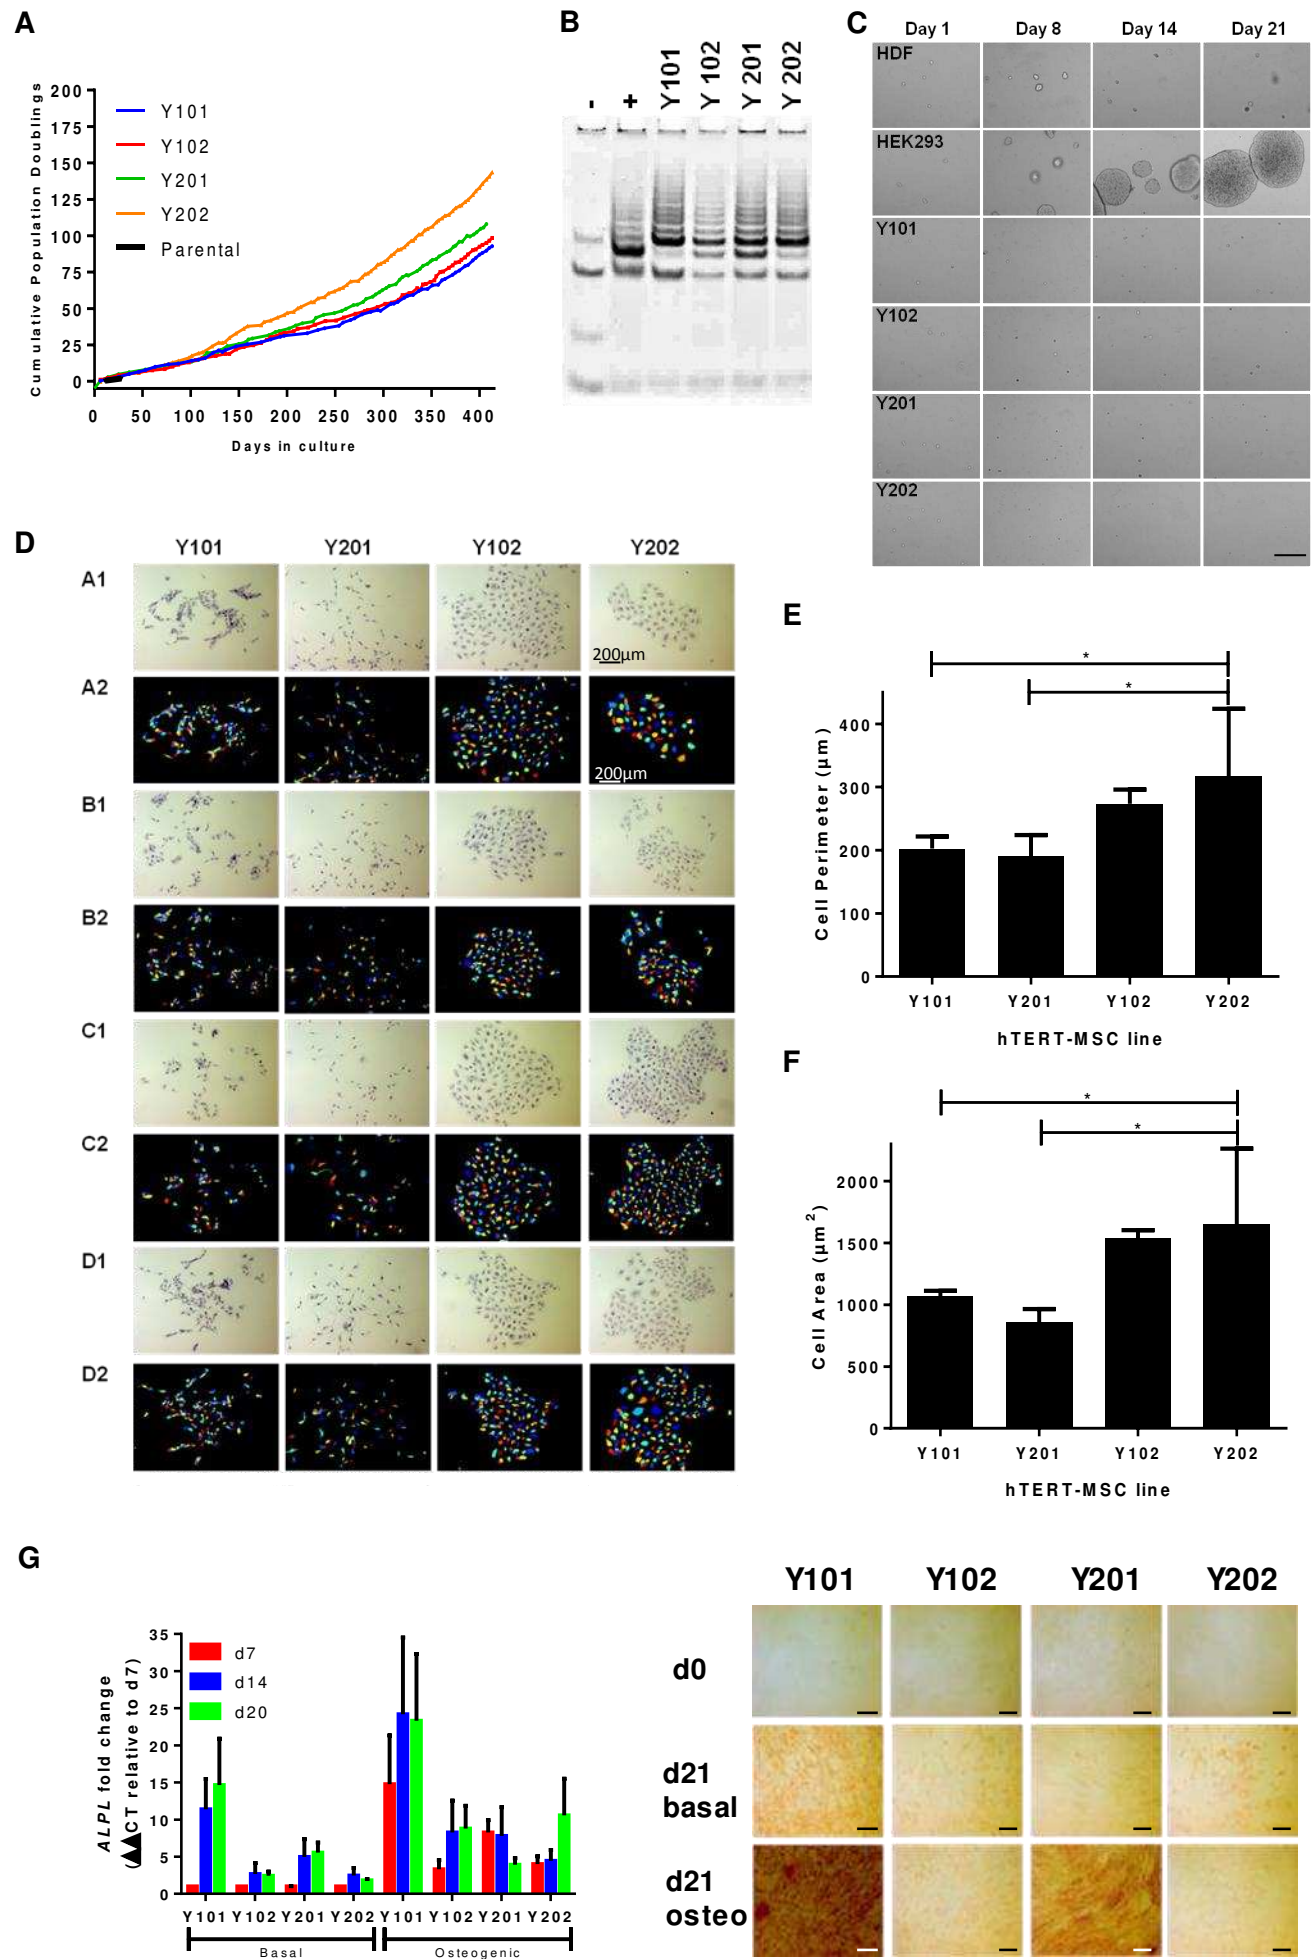 A
Cumulative Population Doublings
200
175
150
125
100
75
50
25
0
Y101
Y102
Y201
Y202
Parental
0 50 100 150 200 250 300 350 400
Days in culture
B
- + Y101 Y 102 Y 201 Y 202
C
Day 1 Day 8 Day 14 Day 21
HDF
HEK293
Y101
Y102
Y201
Y202
D
Y101 Y201 Y102 Y202
A1
200µm
A2
200µm
B1
B2
C1
C2
D1
D2
E
* 
*
Cell Perimeter (µm)
400
300
200
100
0
Y101 Y201 Y102 Y202
hTERT-MSC line
F
*
*
Cell Area (µm²)
2000
1500
1000
500
0
Y101 Y201 Y102 Y202
hTERT-MSC line
G
ALPL fold change
(▲▲CT relative to d7)
35
30
25
20
15
10
5
0
d7
d14
d20
Y101 Y102 Y201 Y202 Y101 Y102 Y201 Y202
Basal Osteogenic
Y101 Y102 Y201 Y202
d0
d21
basal
d21
osteo